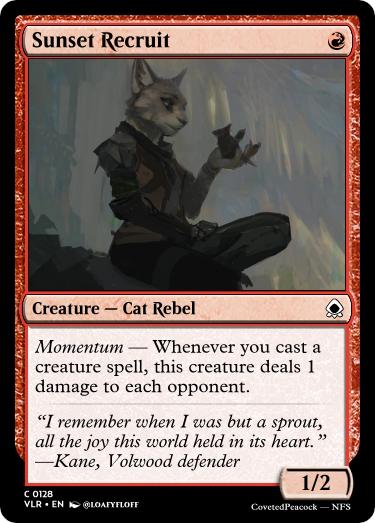 Sunset Recruit
Creature — Cat Rebel
Momentum — Whenever you cast a
creature spell, this creature deals 1
damage to each opponent.
“I remember when I was but a sprout,
all the joy this world held in its heart.”
—Kane, Volwood defender
1/2
C 0128
VLR • EN @LOAFYFLOFF
CovetedPeacock — NFS